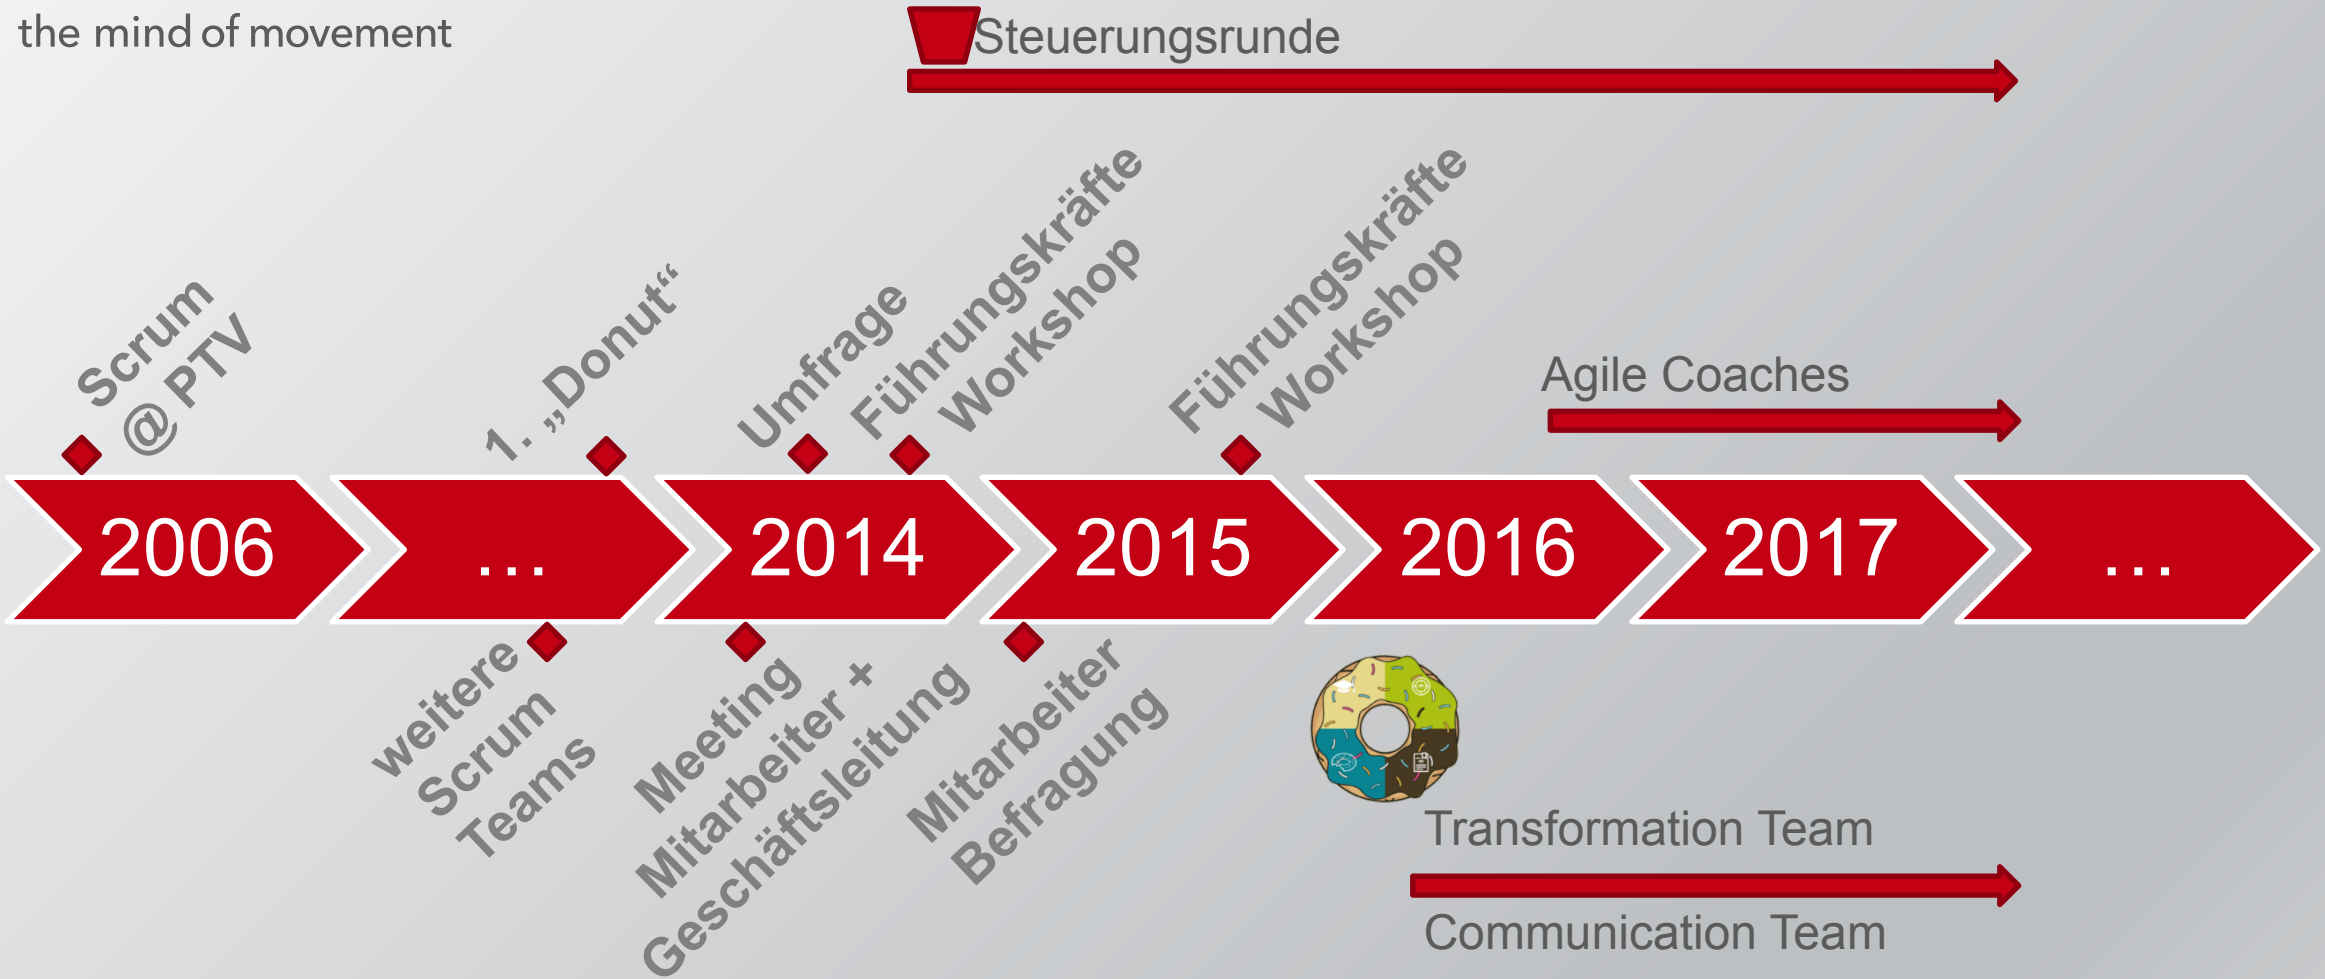 the mind of movement
Steuerungsrunde
Scrum
@ PTV
1. „Donut“
Umfrage
Führungskräfte
Workshop
Führungskräfte
Workshop
Agile Coaches
2006
...
2014
2015
2016
2017
...
weitere
Scrum
Teams
Meeting
Mitarbeiter +
Geschäftsleitung
Mitarbeiter
Befragung
Transformation Team
Communication Team